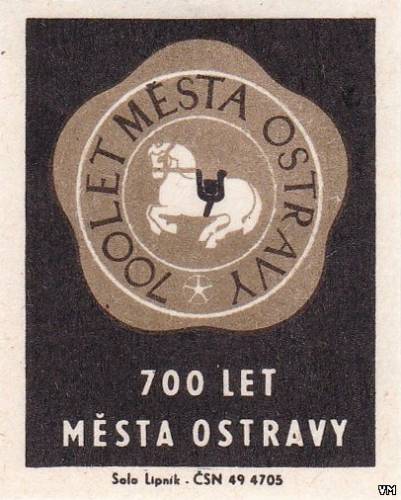 700 LET MĚSTA OSTRAVY
700 LET
MĚSTA OSTRAVY
Solo Lipník - ČSN 49 4705
VM